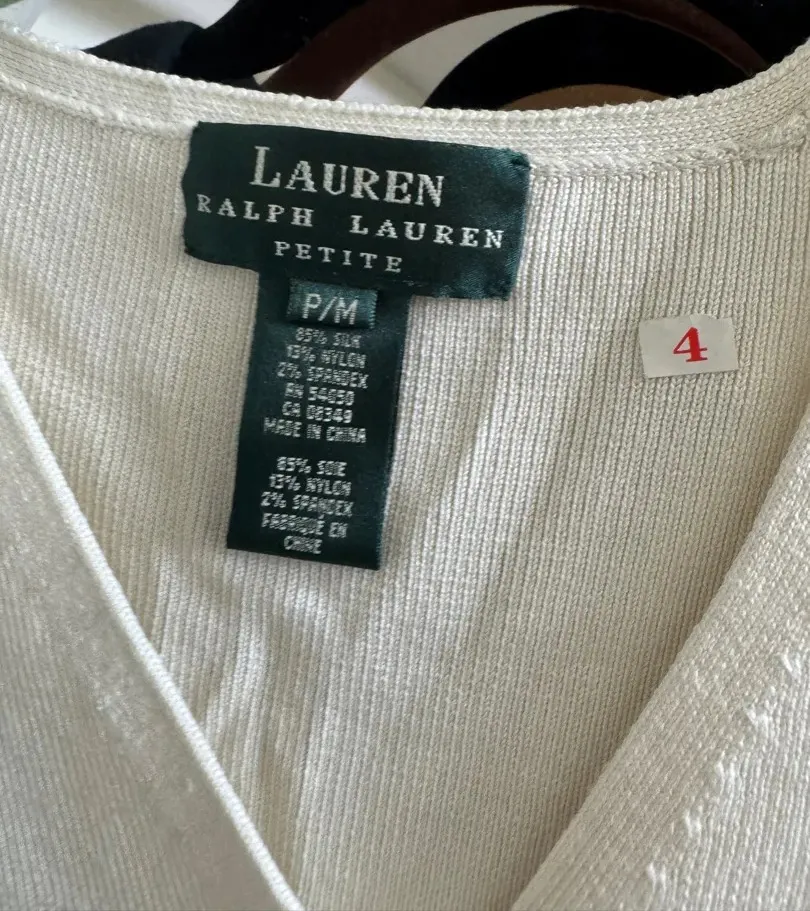 LAUREN
RALPH LAUREN
PETITE
P/M
85% SILK
13% NYLON
2% SPANDEX
RN 54050
CA 08349
MADE IN CHINA
85% SOIE
13% NYLON
2% SPANDEX
FABRIQUÉ EN
CHINE
4